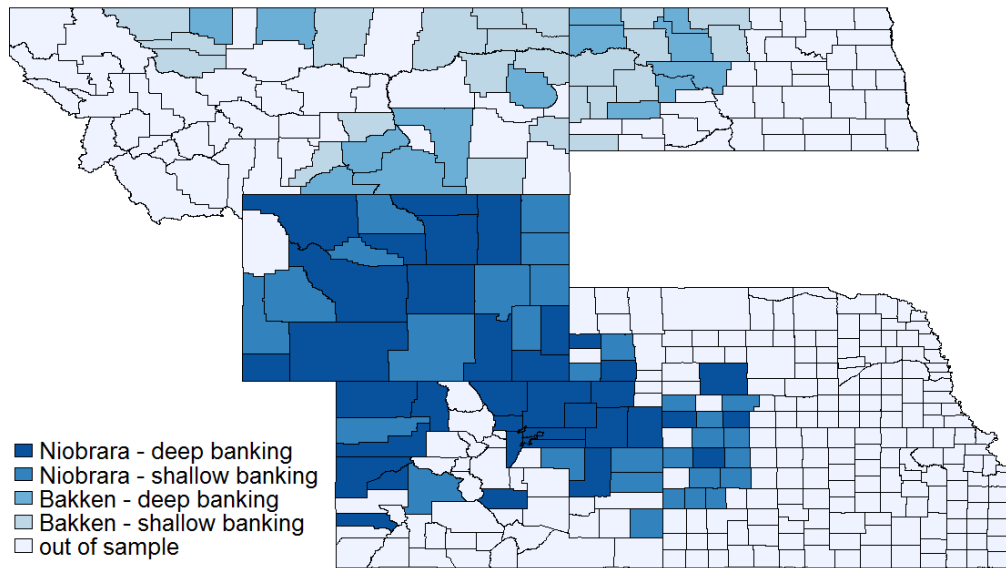 Niobrara - deep banking
Niobrara - shallow banking
Bakken - deep banking
Bakken - shallow banking
out of sample